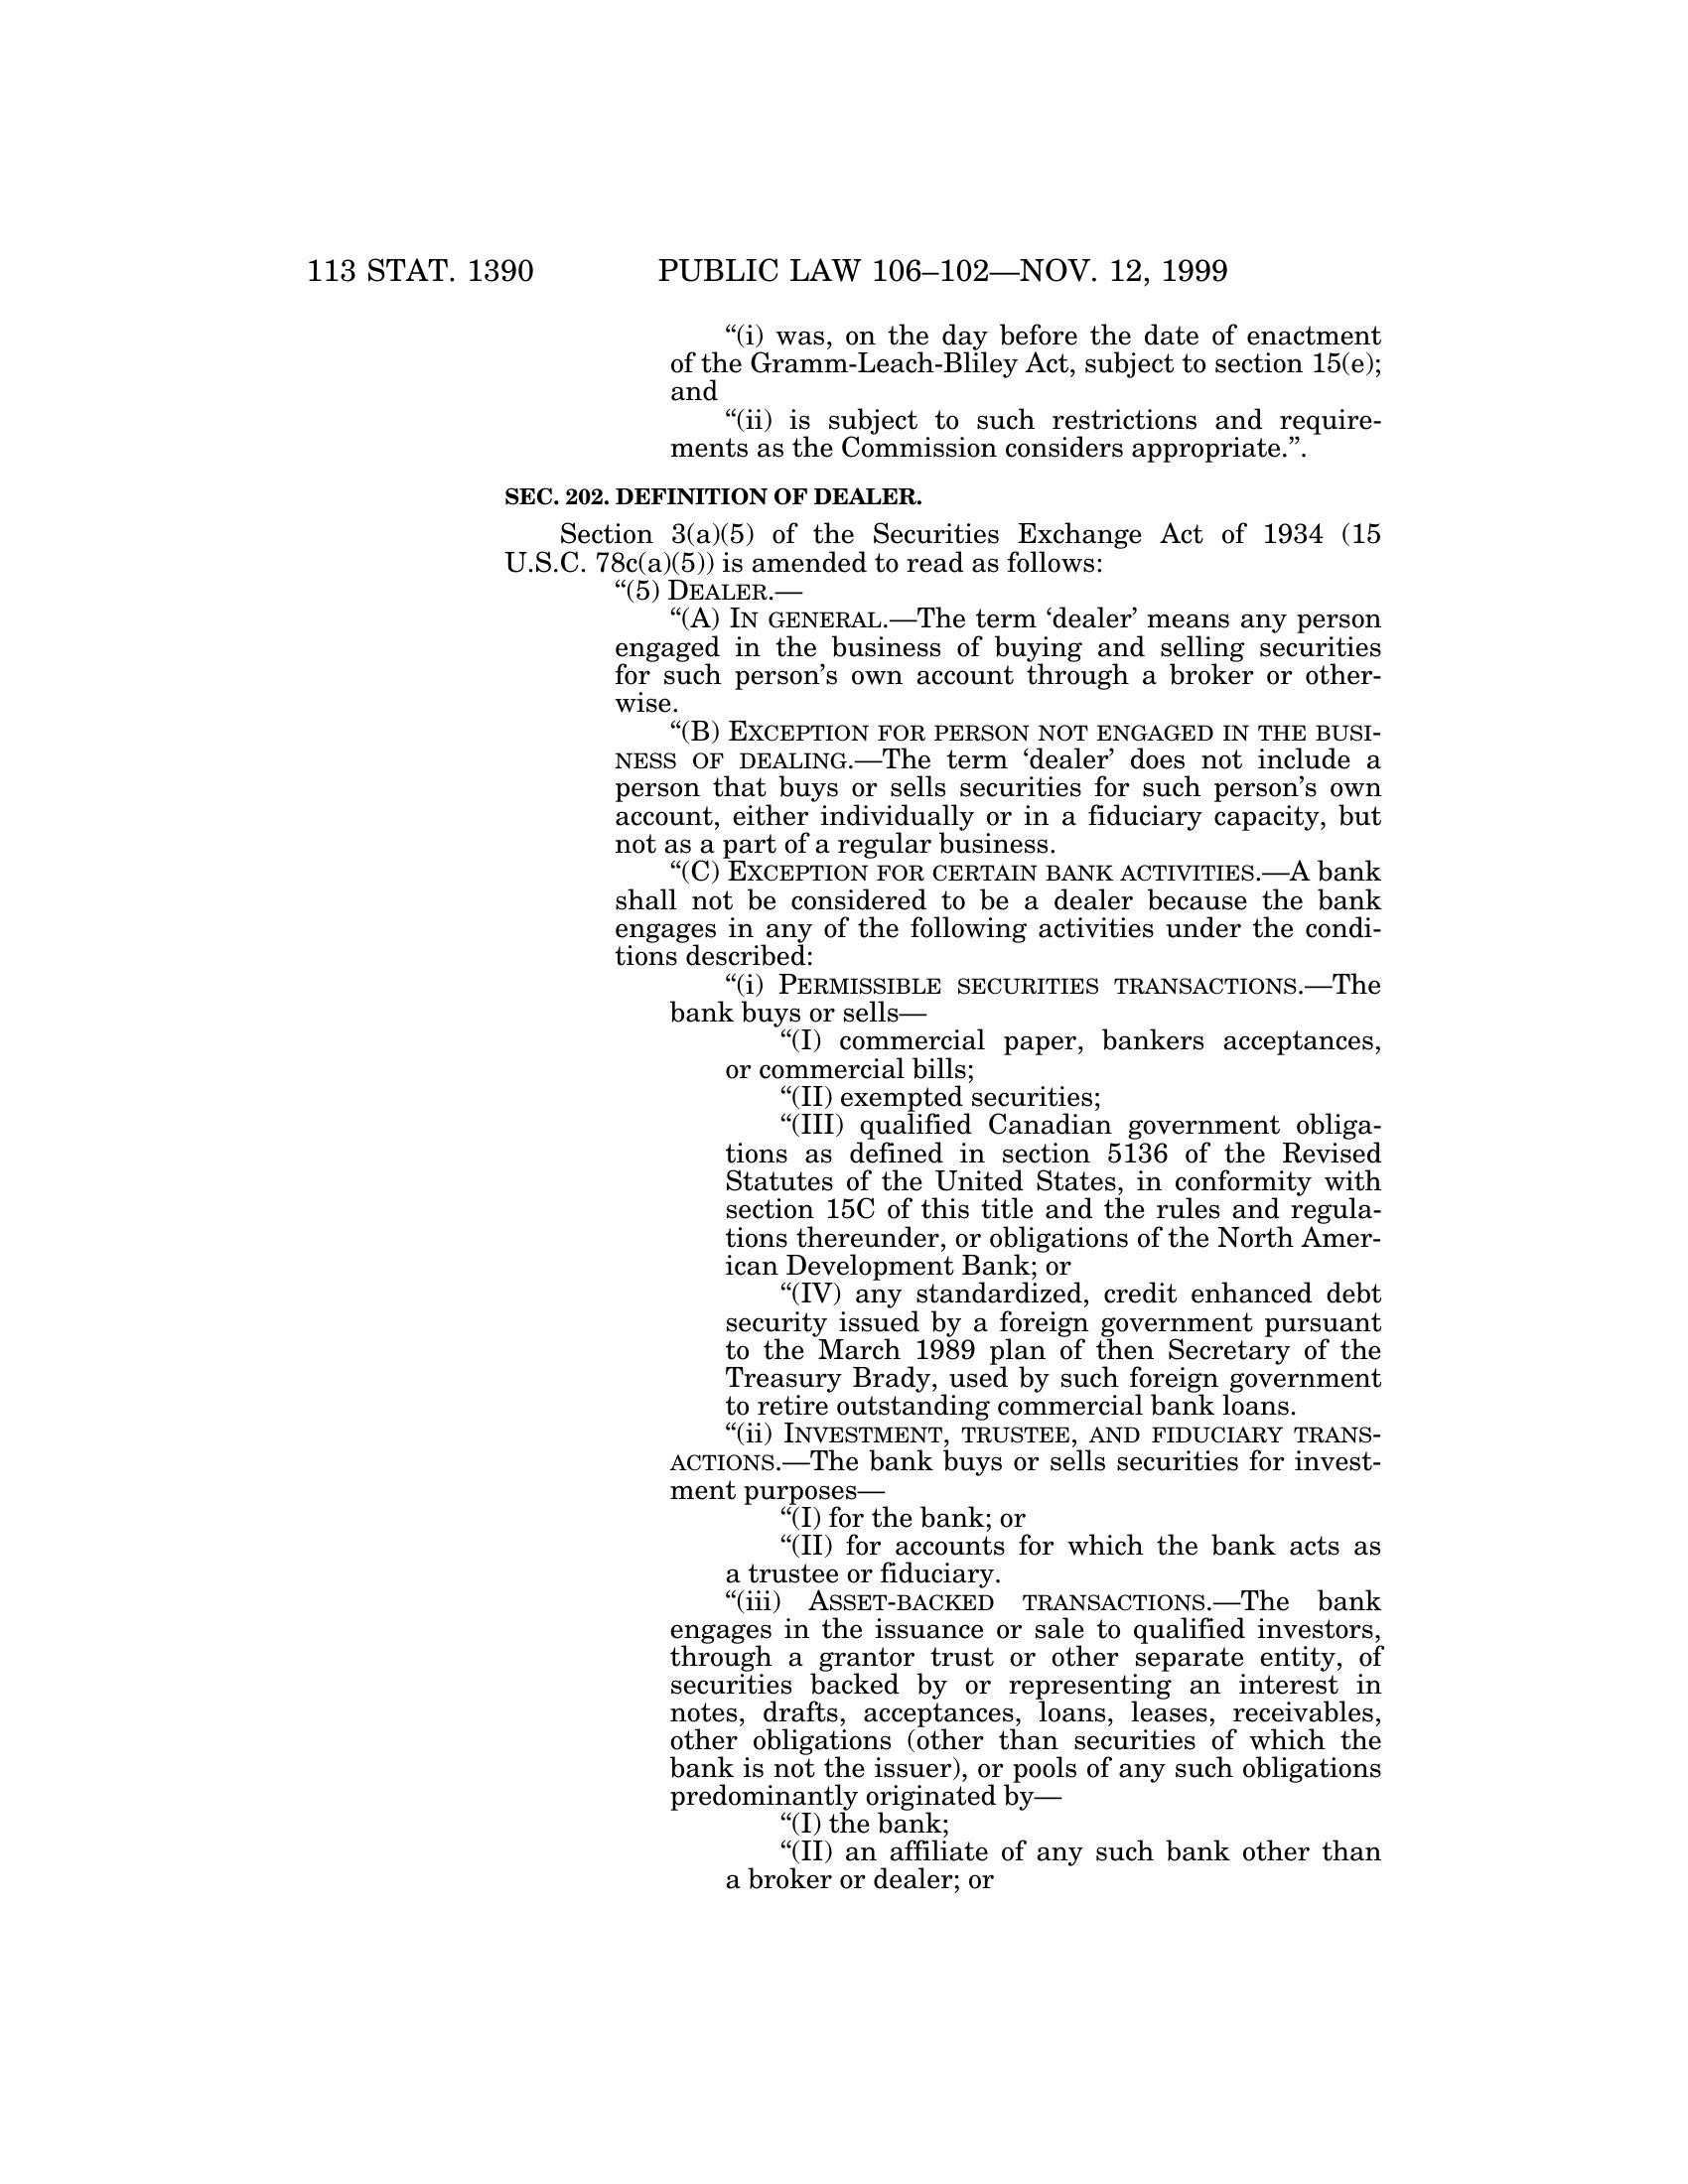 113 STAT. 1390 PUBLIC LAW 106–102—NOV. 12, 1999
“(i) was, on the day before the date of enactment
of the Gramm-Leach-Bliley Act, subject to section 15(e);
and
“(ii) is subject to such restrictions and require-
ments as the Commission considers appropriate.”.
SEC. 202. DEFINITION OF DEALER.
Section 3(a)(5) of the Securities Exchange Act of 1934 (15
U.S.C. 78c(a)(5)) is amended to read as follows:
“(5) DEALER.—
“(A) IN GENERAL.—The term ‘dealer’ means any person
engaged in the business of buying and selling securities
for such person’s own account through a broker or other-
wise.
“(B) EXCEPTION FOR PERSON NOT ENGAGED IN THE BUSI-
NESS OF DEALING.—The term ‘dealer’ does not include a
person that buys or sells securities for such person’s own
account, either individually or in a fiduciary capacity, but
not as a part of a regular business.
“(C) EXCEPTION FOR CERTAIN BANK ACTIVITIES.—A bank
shall not be considered to be a dealer because the bank
engages in any of the following activities under the condi-
tions described:
“(i) PERMISSIBLE SECURITIES TRANSACTIONS.—The
bank buys or sells—
“(I) commercial paper, bankers acceptances,
or commercial bills;
“(II) exempted securities;
“(III) qualified Canadian government obliga-
tions as defined in section 5136 of the Revised
Statutes of the United States, in conformity with
section 15C of this title and the rules and regula-
tions thereunder, or obligations of the North Amer-
ican Development Bank; or
“(IV) any standardized, credit enhanced debt
security issued by a foreign government pursuant
to the March 1989 plan of then Secretary of the
Treasury Brady, used by such foreign government
to retire outstanding commercial bank loans.
“(ii) INVESTMENT, TRUSTEE, AND FIDUCIARY TRANS-
ACTIONS.—The bank buys or sells securities for invest-
ment purposes—
“(I) for the bank; or
“(II) for accounts for which the bank acts as
a trustee or fiduciary.
“(iii) ASSET-BACKED TRANSACTIONS.—The bank
engages in the issuance or sale to qualified investors,
through a grantor trust or other separate entity, of
securities backed by or representing an interest in
notes, drafts, acceptances, loans, leases, receivables,
other obligations (other than securities of which the
bank is not the issuer), or pools of any such obligations
predominantly originated by—
“(I) the bank;
“(II) an affiliate of any such bank other than
a broker or dealer; or